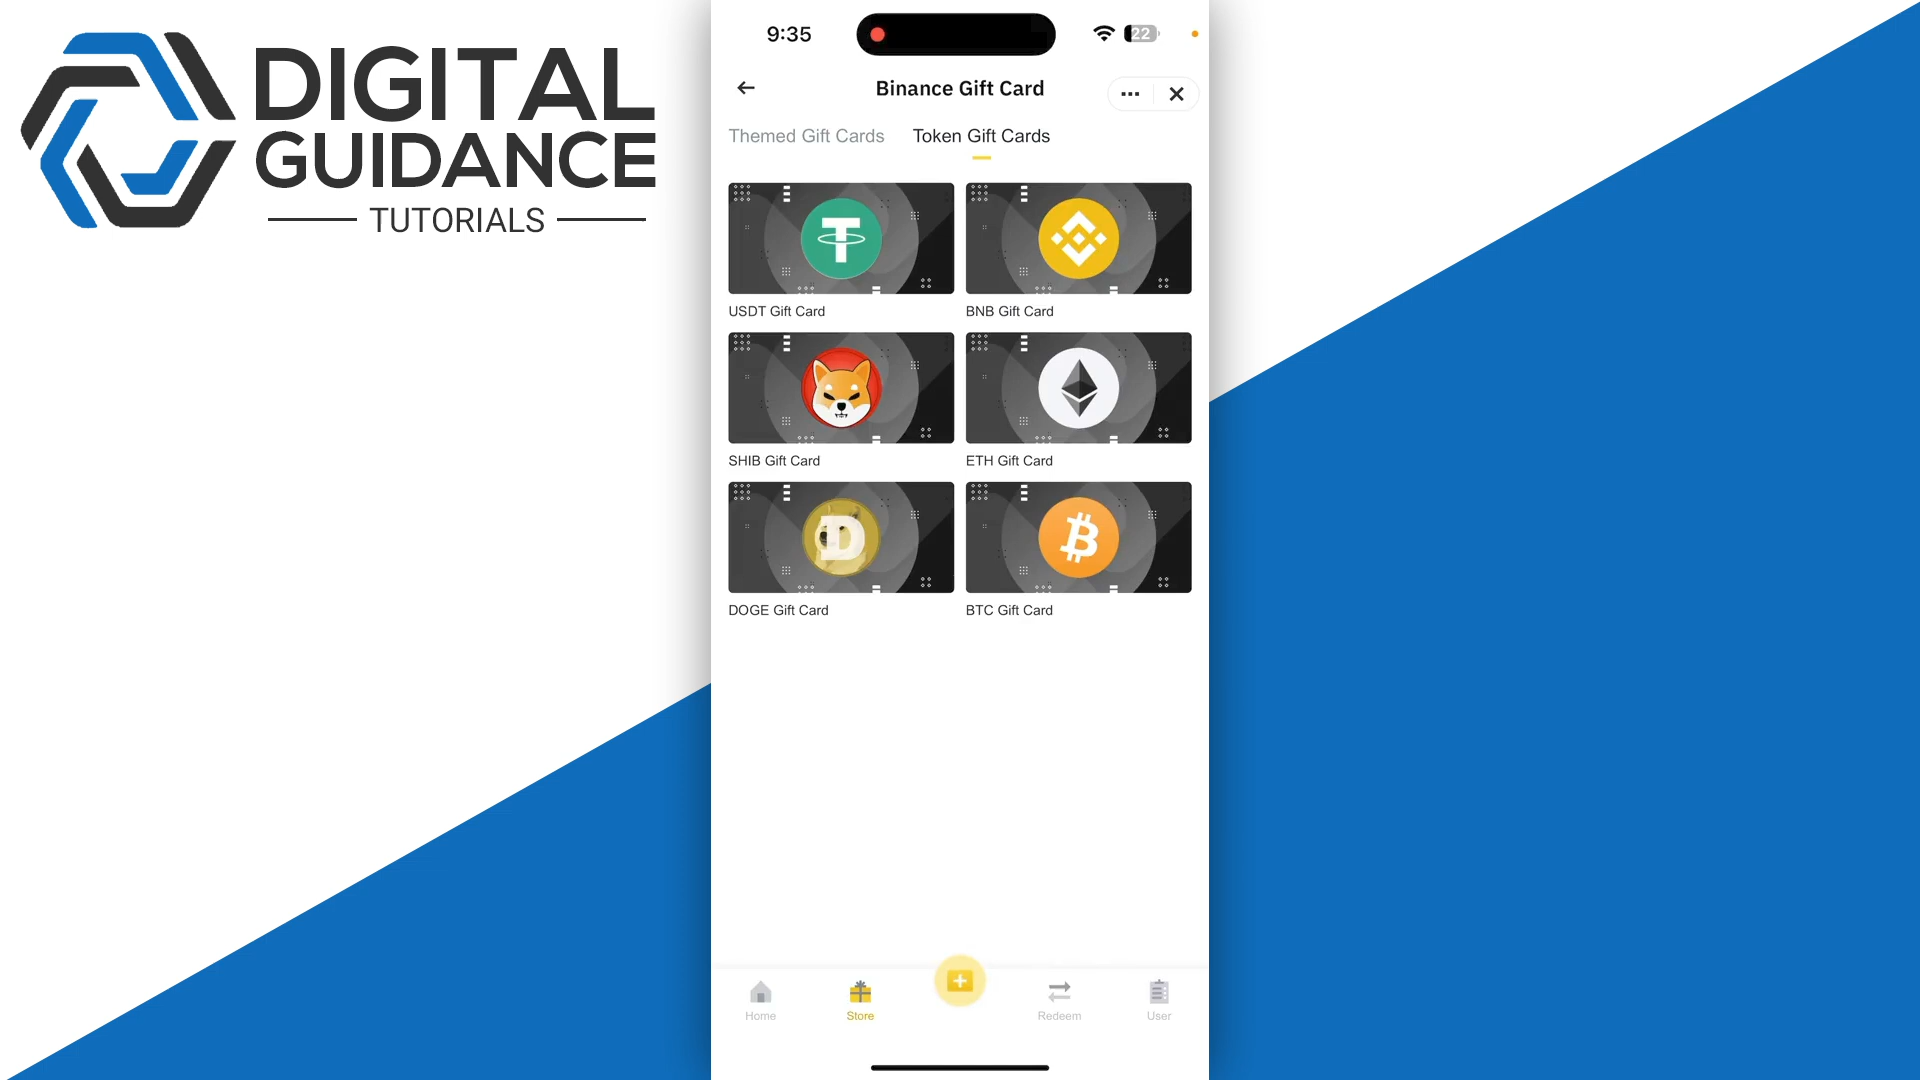 DIGITAL
GUIDANCE
TUTORIALS
9:35
22
Binance Gift Card
Themed Gift Cards
Token Gift Cards
USDT Gift Card
BNB Gift Card
SHIB Gift Card
ETH Gift Card
D
DOGE Gift Card
BTC Gift Card
Home
Store
Redeem
User